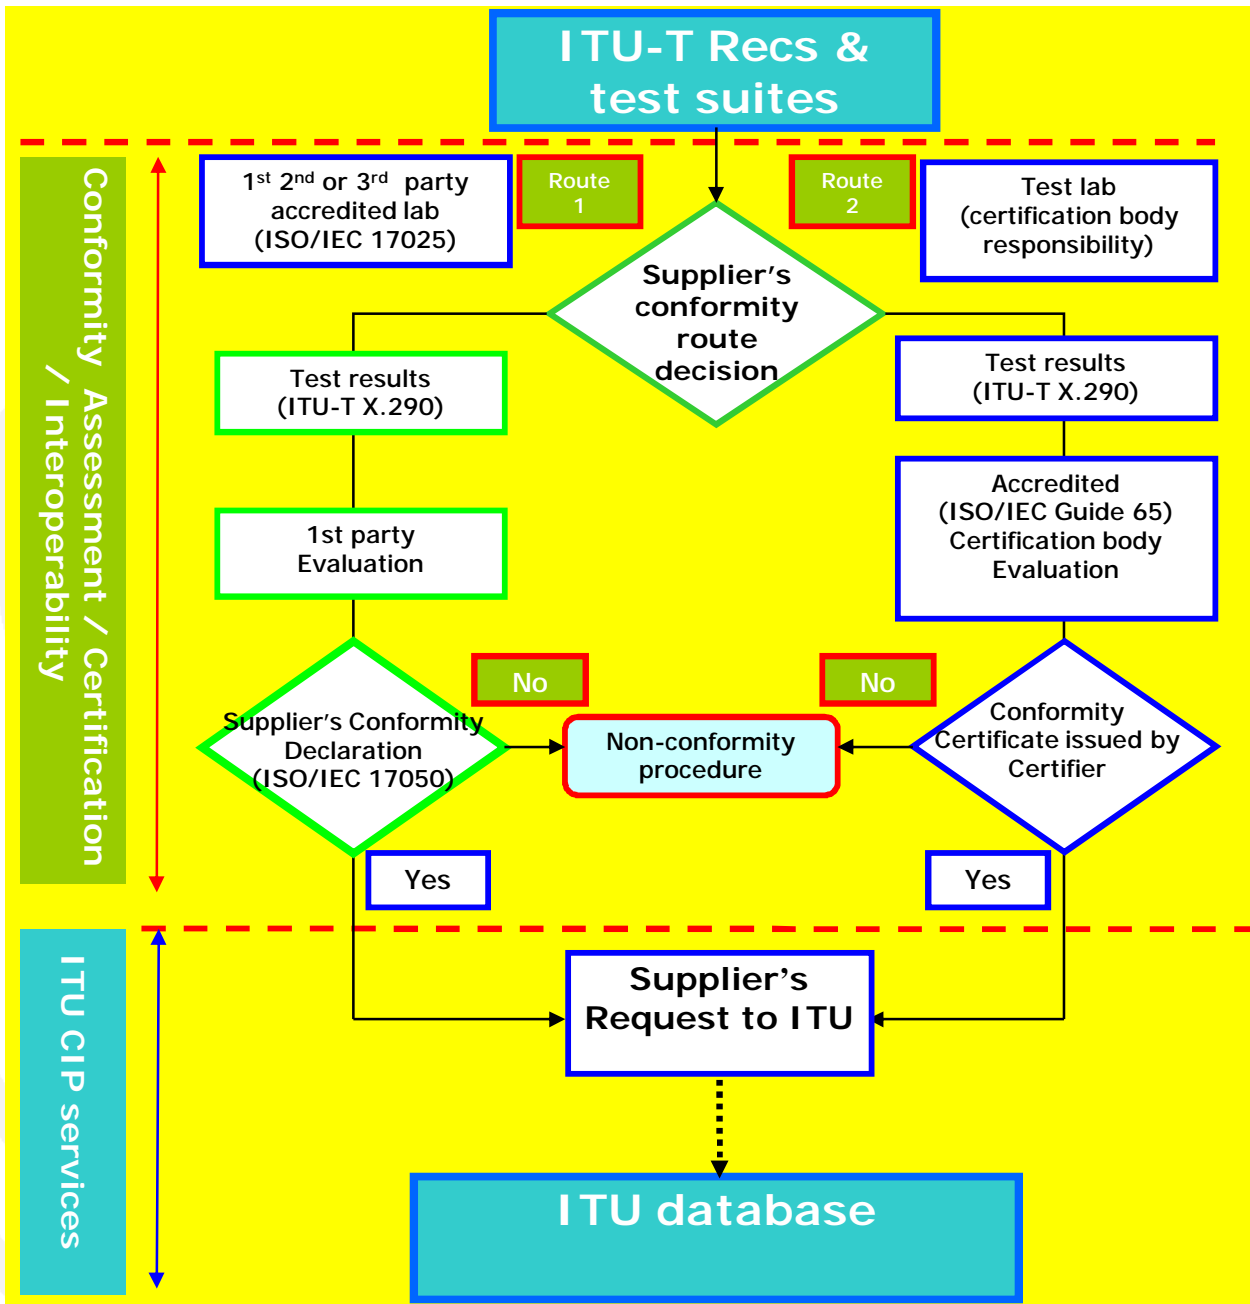 ITU-T Recs &
test suites
1st 2nd or 3rd party
accredited lab
(ISO/IEC 17025)
Route
1
Route
2
Test lab
(certification body
responsibility)
Supplier's
conformity
route
decision
Test results
(ITU-T X.290)
Test results
(ITU-T X.290)
1st party
Evaluation
Accredited
(ISO/IEC Guide 65)
Certification body
Evaluation
No
No
Supplier's Conformity
Declaration
(ISO/IEC 17050)
Non-conformity
procedure
Conformity
Certificate issued by
Certifier
Yes
Yes
Conformity Assessment / Certification
/ Interoperability
Supplier's
Request to ITU
ITU CIP services
ITU database